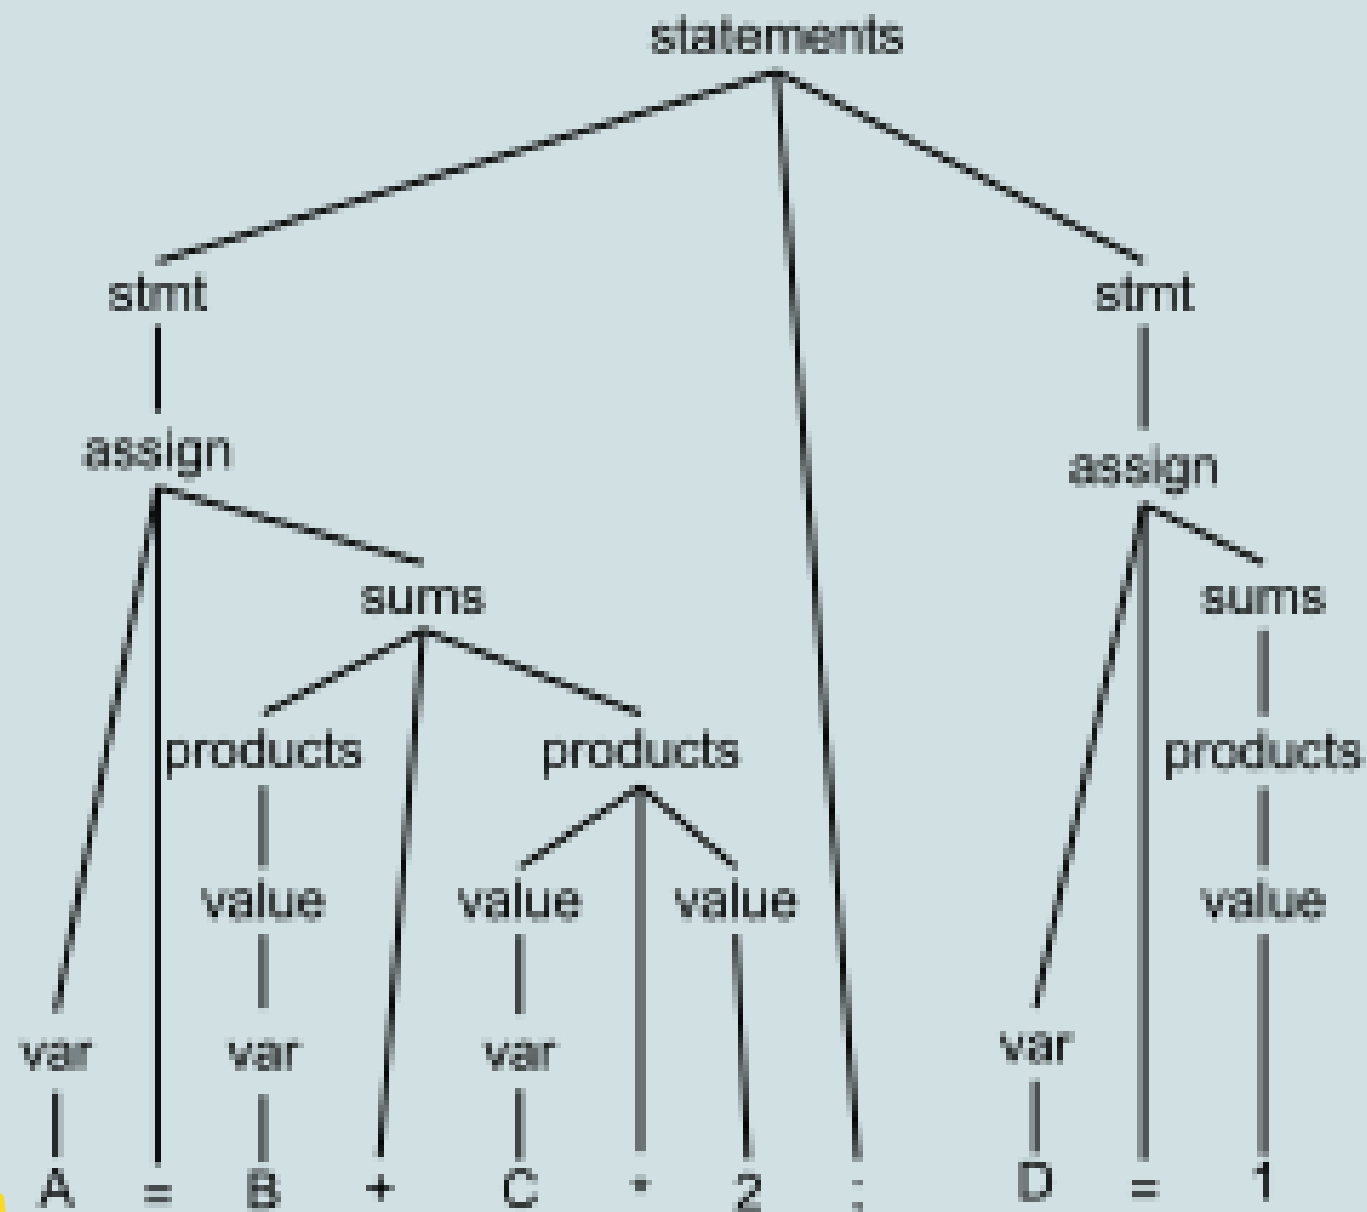 statements
stmt stmt
assign assign
sums sums
products products products
value value value value
var var var var
A = B + C * 2 ; D = 1